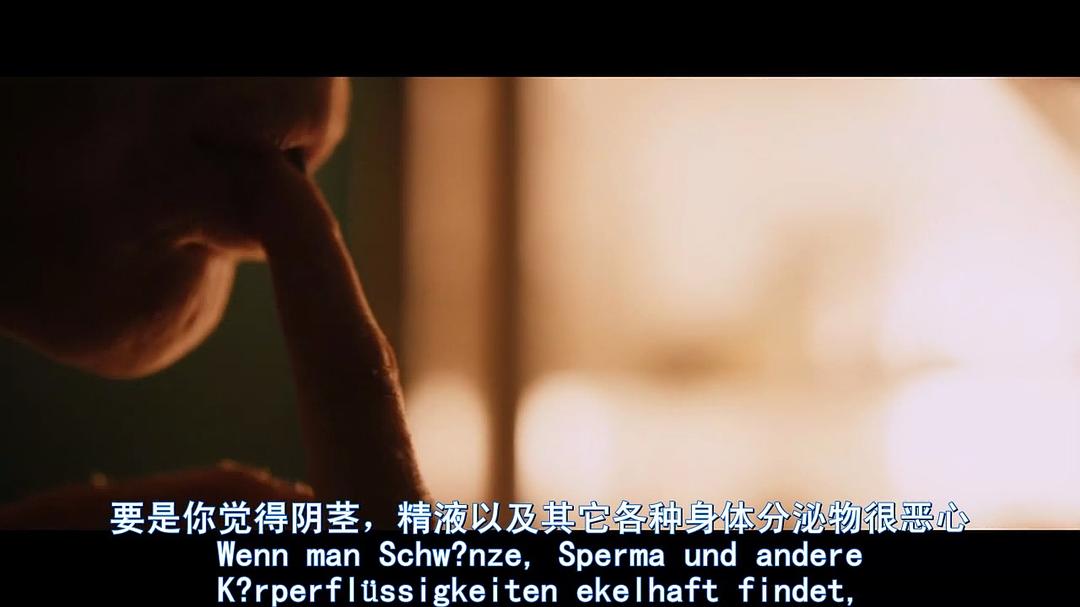 要是你觉得阴茎，精液以及其它各种身体分泌物很恶心
Wenn man Schw?nze, Sperma und andere
K?rperflüssigkeiten ekelhaft findet,